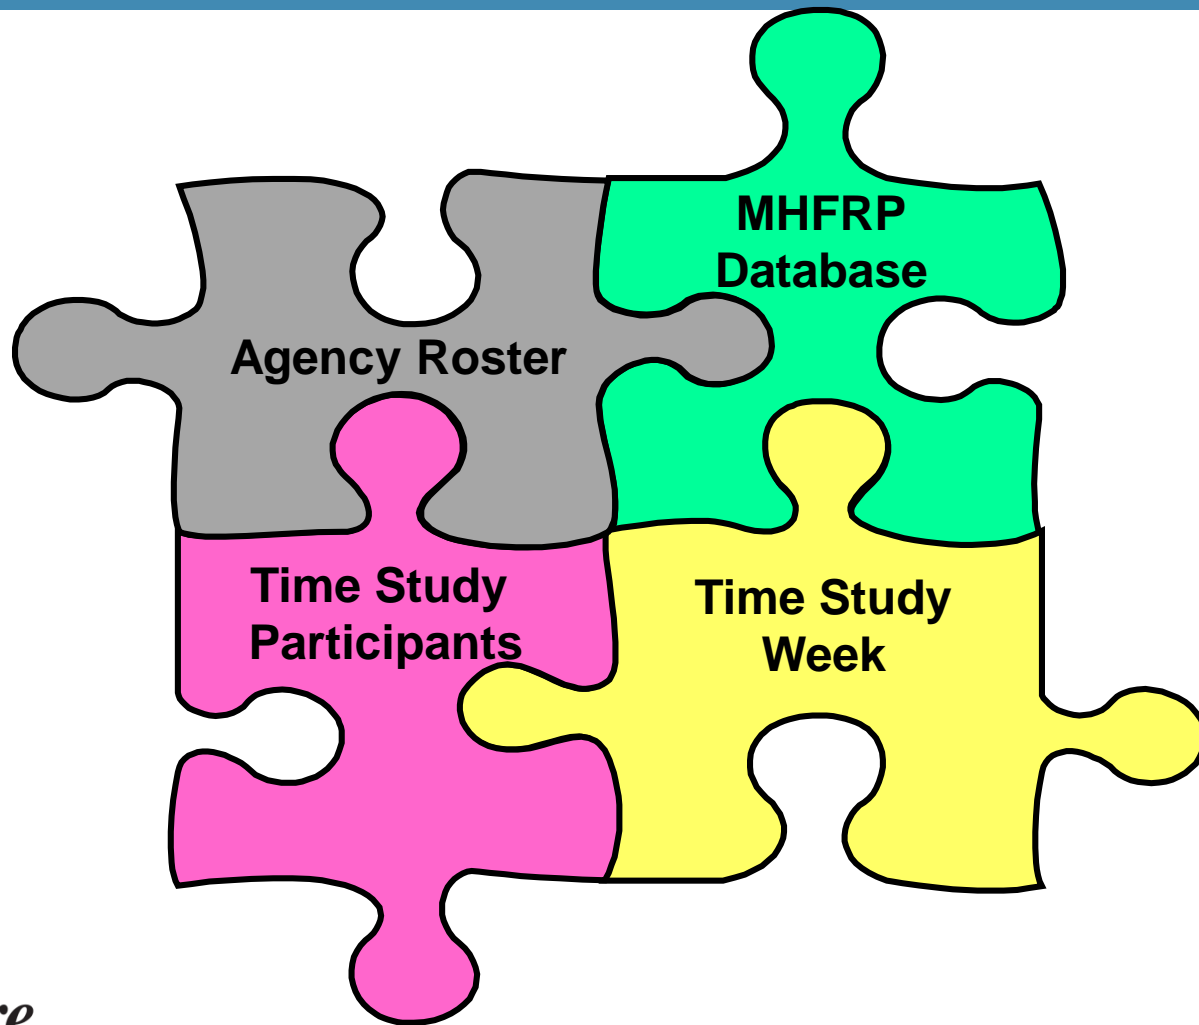 MHFRP
Database
Agency Roster
Time Study
Participants
Time Study
Week